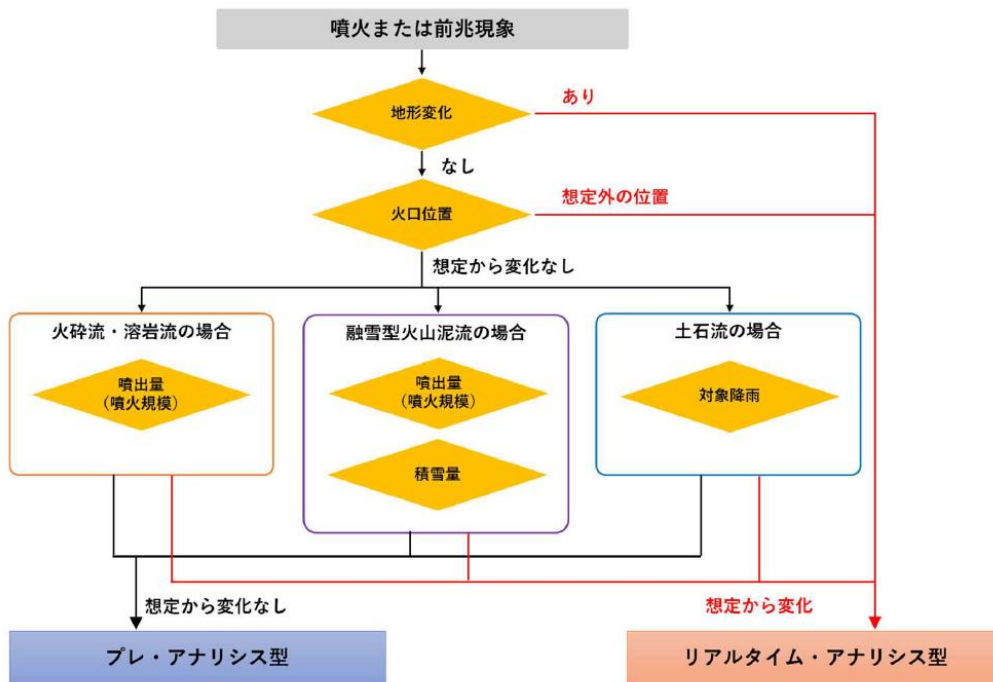 噴火または前兆現象
地形変化
あり
なし
火口位置
想定外の位置
想定から変化なし
火砕流・溶岩流の場合
噴出量
（噴火規模）
融雪型火山泥流の場合
噴出量
（噴火規模）
積雪量
土石流の場合
対象降雨
想定から変化なし
想定から変化
プレ・アナリシス型
リアルタイム・アナリシス型